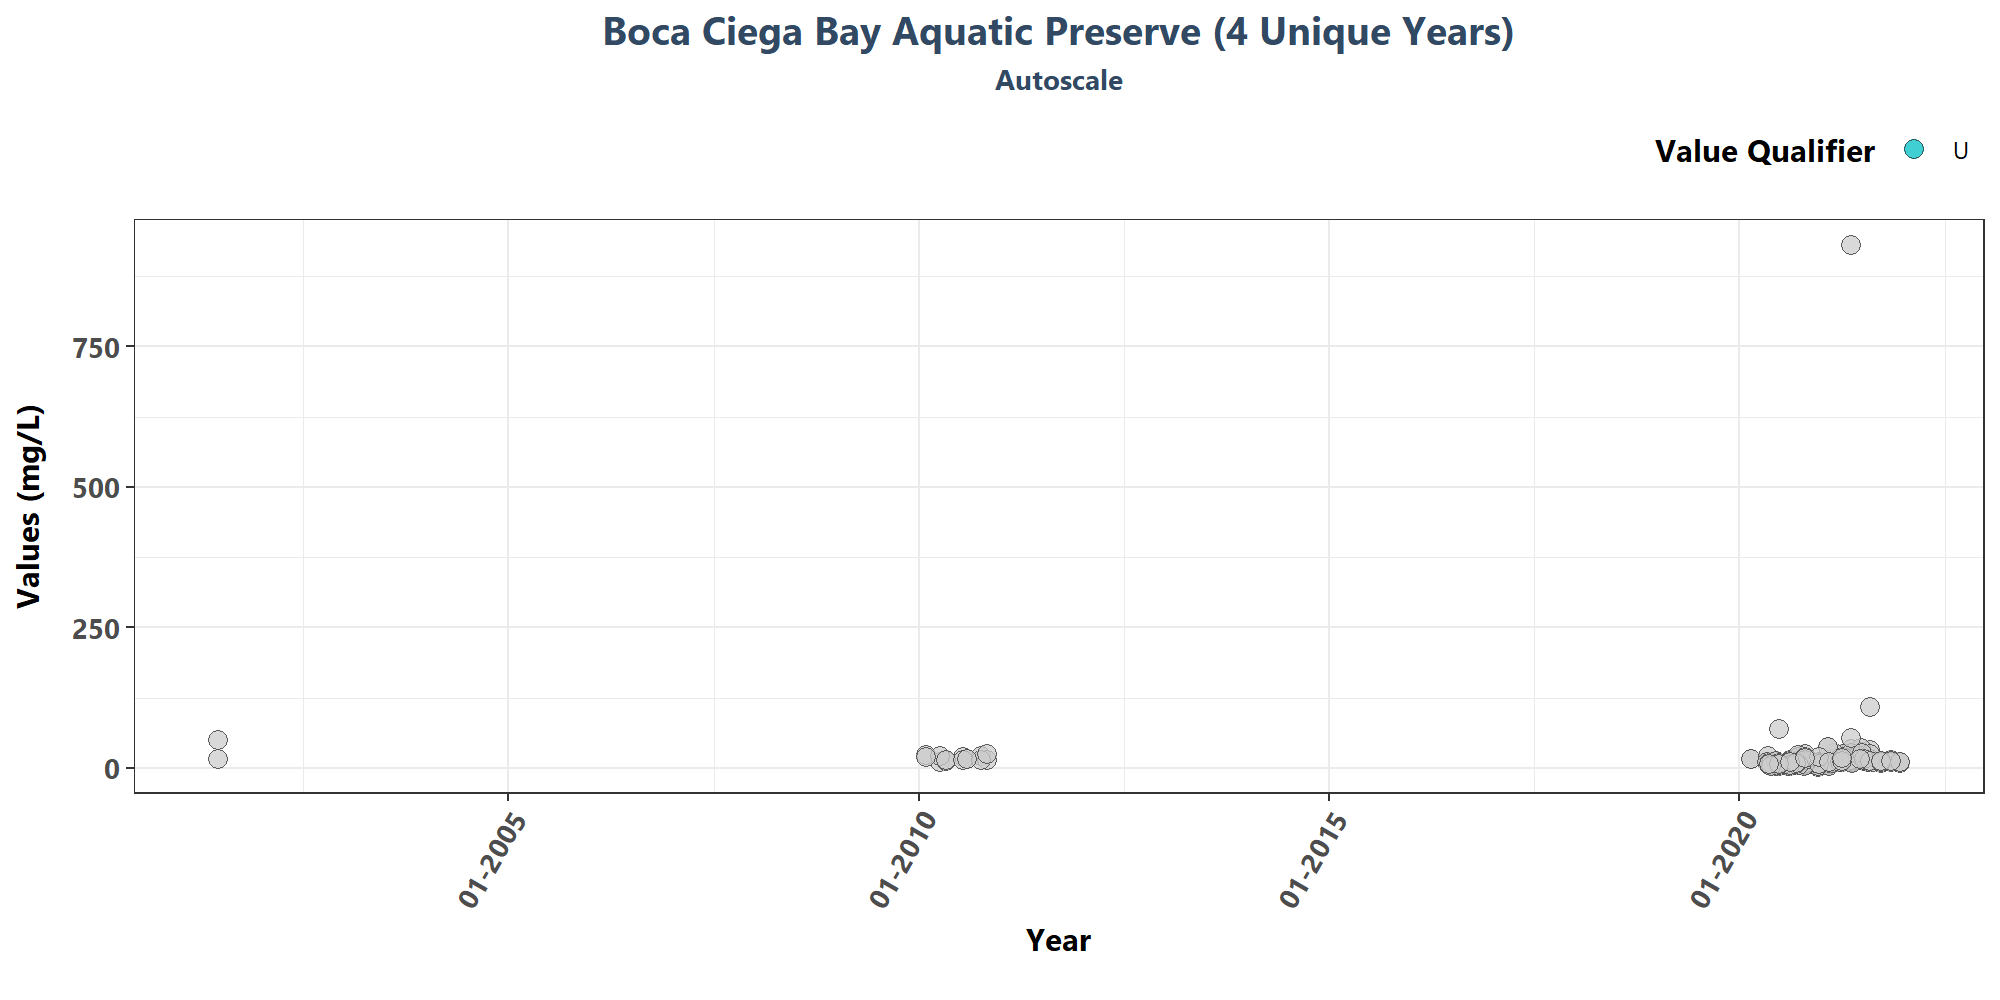 Boca Ciega Bay Aquatic Preserve (4 Unique Years)
Autoscale
Value Qualifier U
Values (mg/L)
750
500
250
0
01-2005 01-2010 01-2015 01-2020
Year